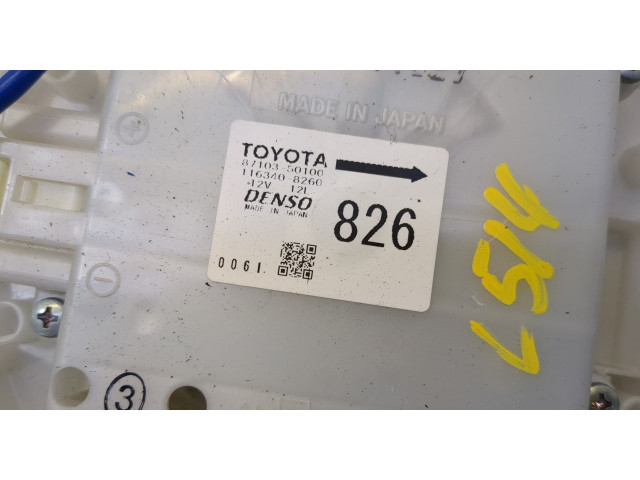 MADE IN JAPAN
TOYOTA
87103-50100
116340-8260
+12V 12L
DENSO
MADE IN JAPAN
826
0061
L514
3